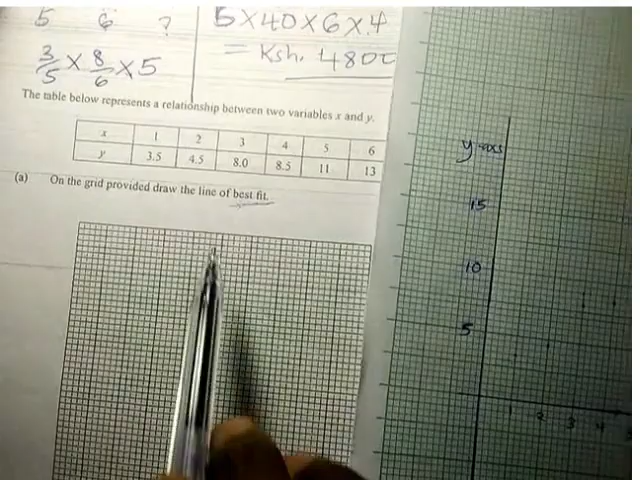 5 6 ?
3/5 × 8/6 × 5
5×40×6×.4
= Ksh. 4800
The table below represents a relationship between two variables x and y.
x 1 2 3 4 5 6
y 3.5 4.5 8.0 8.5 11 13
(a) On the grid provided draw the line of best fit.
y-axis
15
10
5
1 2 3 4